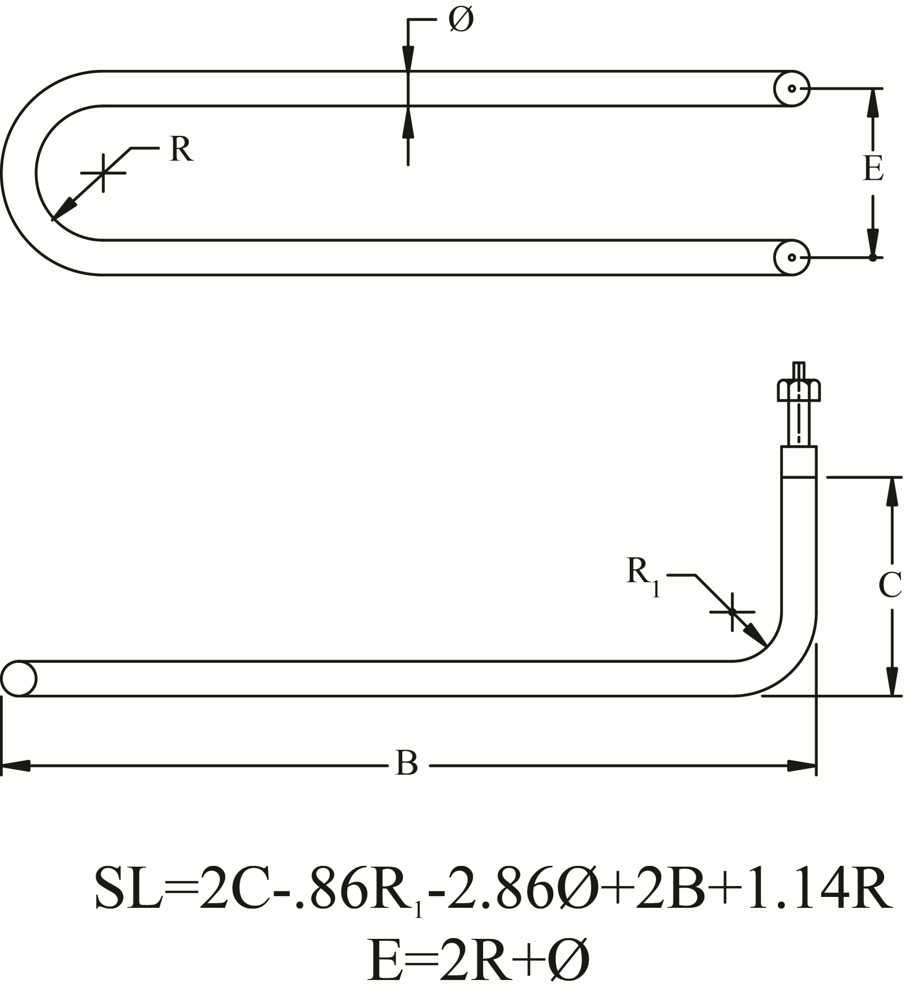 Ø
R
E
R₁
C
B
SL=2C-.86R₁-2.86Ø+2B+1.14R
E=2R+Ø